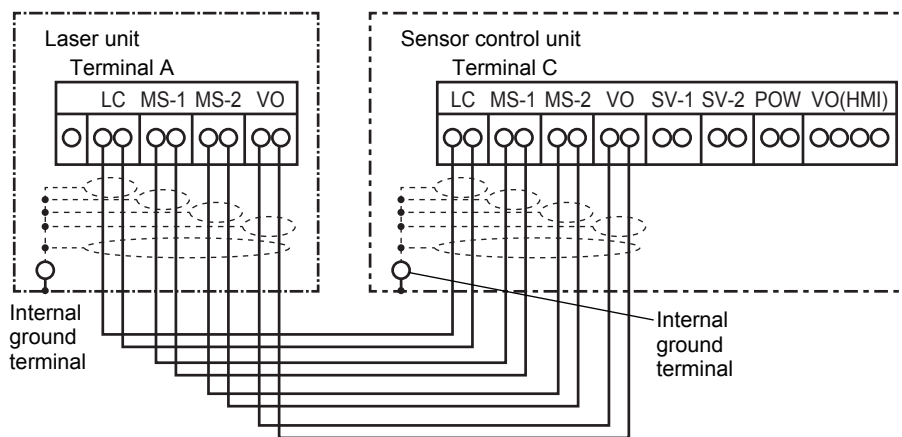 Laser unit
Terminal A
LC MS-1 MS-2 VO
Sensor control unit
Terminal C
LC MS-1 MS-2 VO SV-1 SV-2 POW VO(HMI)
Internal
ground
terminal
Internal
ground
terminal